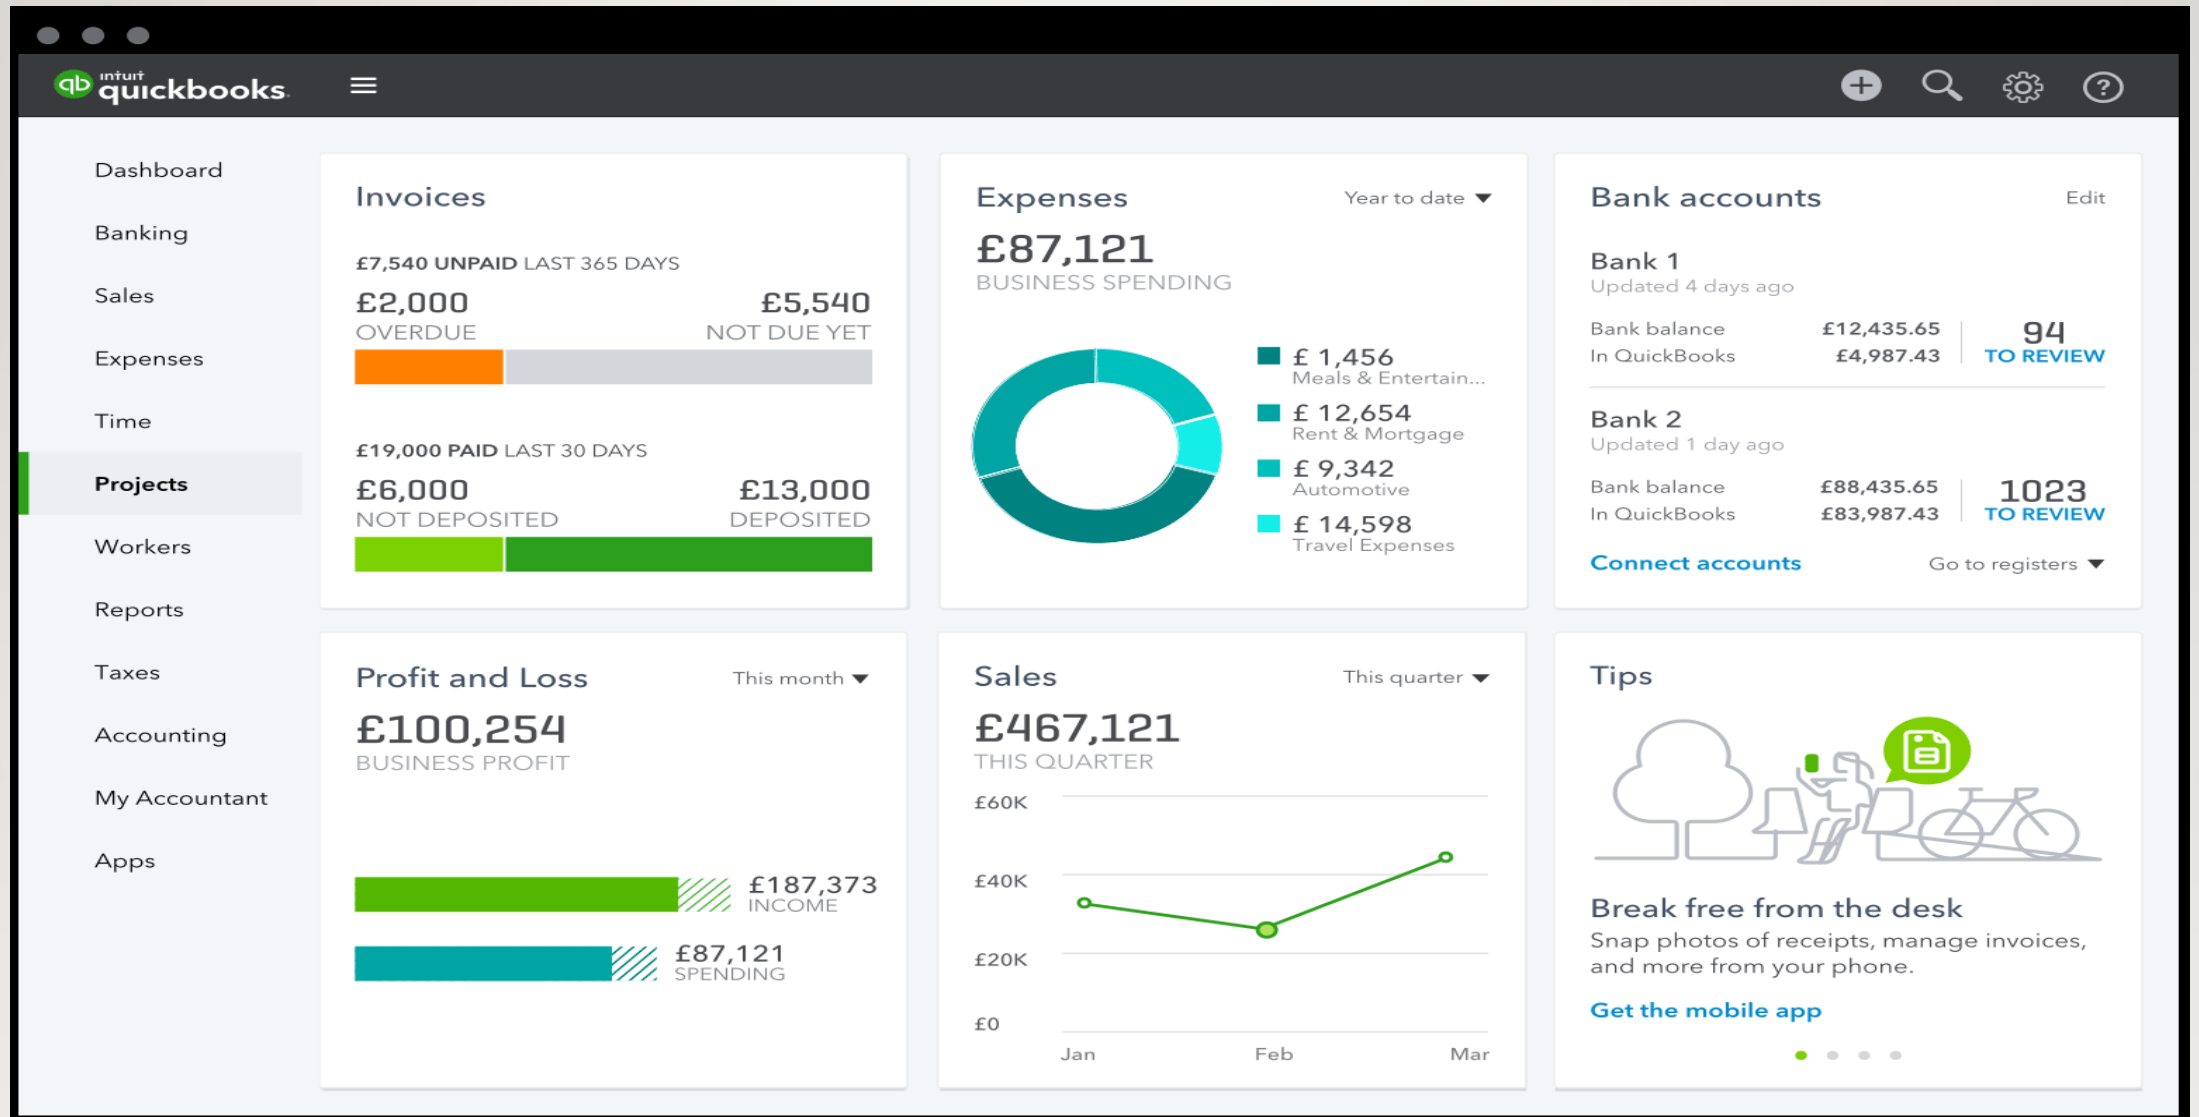 intuit
quickbooks.
Dashboard
Banking
Sales
Expenses
Time
Projects
Workers
Reports
Taxes
Accounting
My Accountant
Apps
Invoices
£7,540 UNPAID LAST 365 DAYS
£2,000 £5,540
OVERDUE NOT DUE YET
£19,000 PAID LAST 30 DAYS
£6,000 £13,000
NOT DEPOSITED DEPOSITED
Expenses Year to date
£87,121
BUSINESS SPENDING
£ 1,456
Meals & Entertain...
£ 12,654
Rent & Mortgage
£ 9,342
Automotive
£ 14,598
Travel Expenses
Bank accounts Edit
Bank 1
Updated 4 days ago
Bank balance £12,435.65 94
In QuickBooks £4,987.43 TO REVIEW
Bank 2
Updated 1 day ago
Bank balance £88,435.65 1023
In QuickBooks £83,987.43 TO REVIEW
Connect accounts Go to registers
Profit and Loss This month
£100,254
BUSINESS PROFIT
£187,373
INCOME
£87,121
SPENDING
Sales This quarter
£467,121
THIS QUARTER
£60K
£40K
£20K
£0
Jan Feb Mar
Tips
Break free from the desk
Snap photos of receipts, manage invoices,
and more from your phone.
Get the mobile app